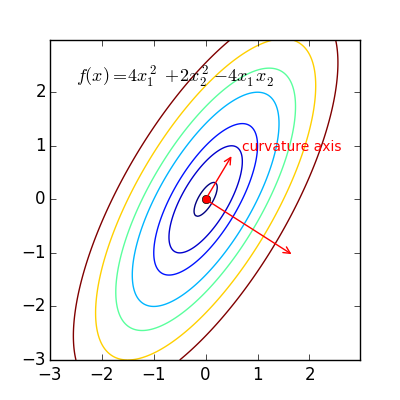 f(x)=4x₁² +2x₂² −4x₁x₂
2
1
curvature axis
0
−1
−2
−3
−3 −2 −1 0 1 2